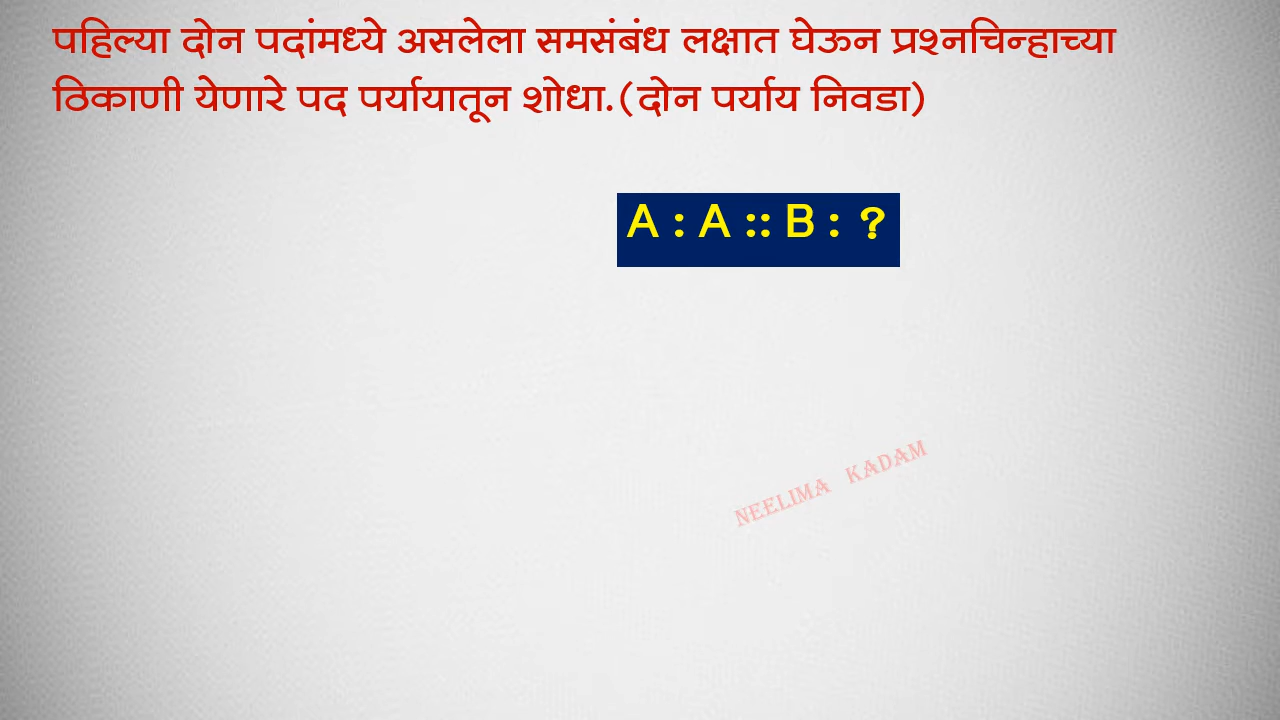 पहिल्या दोन पदांमध्ये असलेला समसंबंध लक्षात घेऊन प्रश्नचिन्हाच्या
ठिकाणी येणारे पद पर्यायातून शोधा.(दोन पर्याय निवडा)
A : A :: B : ?
NEELIMA KADAM